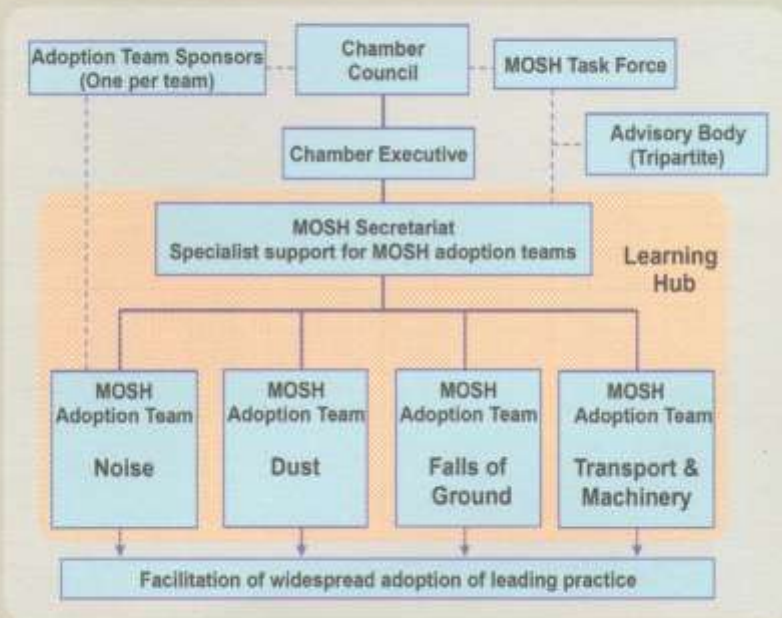 Adoption Team Sponsors
(One per team)
Chamber
Council
MOSH Task Force
Advisory Body
(Tripartite)
Chamber Executive
MOSH Secretariat
Specialist support for MOSH adoption teams
Learning
Hub
MOSH
Adoption Team
Noise
MOSH
Adoption Team
Dust
MOSH
Adoption Team
Falls of
Ground
MOSH
Adoption Team
Transport &
Machinery
Facilitation of widespread adoption of leading practice